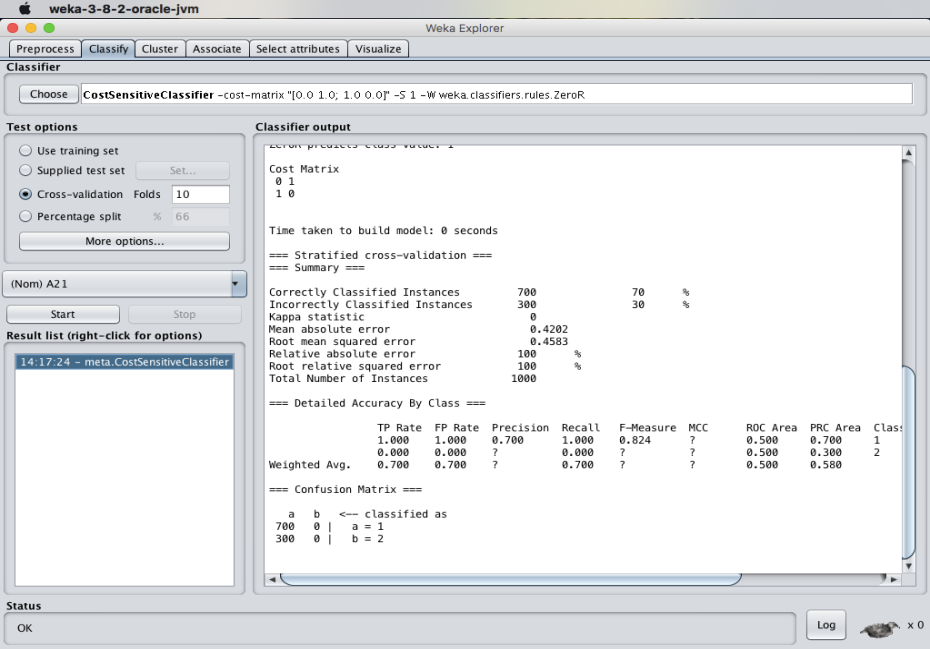 weka-3-8-2-oracle-jvm
Weka Explorer
Preprocess Classify Cluster Associate Select attributes Visualize
Classifier
Choose CostSensitiveClassifier -cost-matrix "[0.0 1.0; 1.0 0.0]" -S 1 -W weka.classifiers.rules.ZeroR
Test options
Use training set
Supplied test set Set...
Cross-validation Folds 10
Percentage split % 66
More options...
(Nom) A21
Start Stop
Result list (right-click for options)
14:17:24 - meta.CostSensitiveClassifier
Classifier output
ZeroR predicts class value: 1
Cost Matrix
0 1
1 0
Time taken to build model: 0 seconds
=== Stratified cross-validation ===
=== Summary ===
Correctly Classified Instances 700 70 %
Incorrectly Classified Instances 300 30 %
Kappa statistic 0
Mean absolute error 0.4202
Root mean squared error 0.4583
Relative absolute error 100 %
Root relative squared error 100 %
Total Number of Instances 1000
=== Detailed Accuracy By Class ===
TP Rate FP Rate Precision Recall F-Measure MCC ROC Area PRC Area Class
1.000 1.000 0.700 1.000 0.824 ? 0.500 0.700 1
0.000 0.000 ? 0.000 ? ? 0.500 0.300 2
Weighted Avg. 0.700 0.700 ? 0.700 ? ? 0.500 0.580
=== Confusion Matrix ===
a b <-- classified as
700 0 | a = 1
300 0 | b = 2
Status
OK
Log x 0